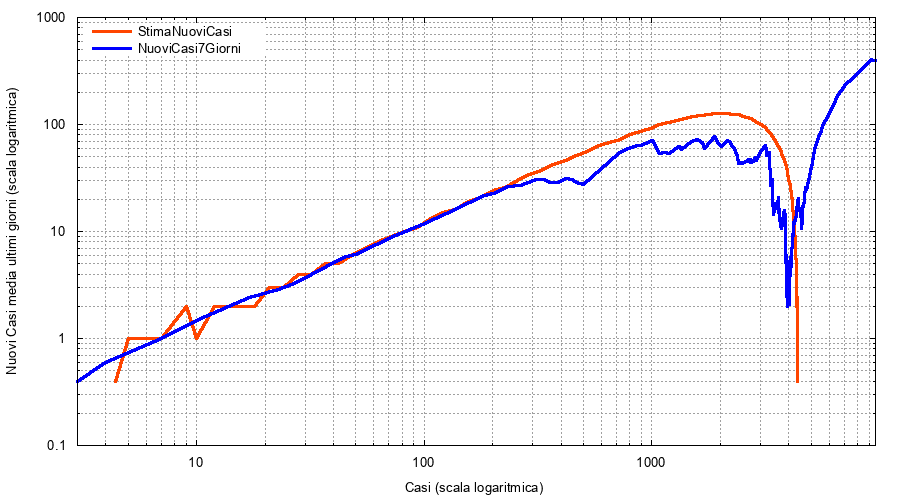 1000
StimaNuoviCasi
NuoviCasi7Giorni
100
10
1
0.1
Nuovi Casi media ultimi giorni (scala logaritmica)
10
100
1000
Casi (scala logaritmica)